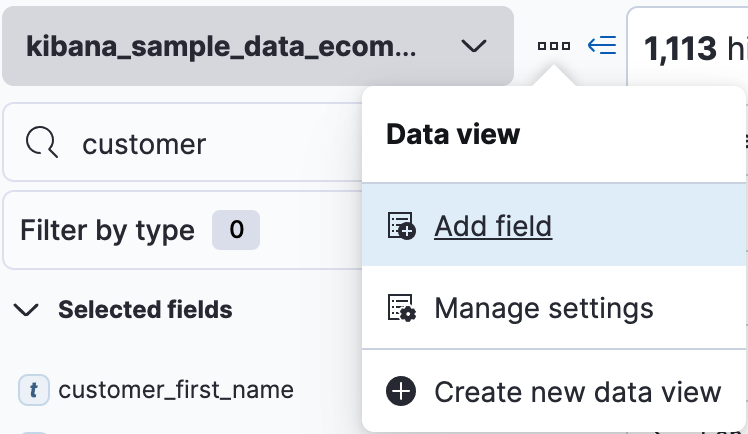 kibana_sample_data_ecom...
1,113 hi
customer
Data view
Filter by type 0
Add field
Selected fields
Manage settings
t customer_first_name
Create new data view